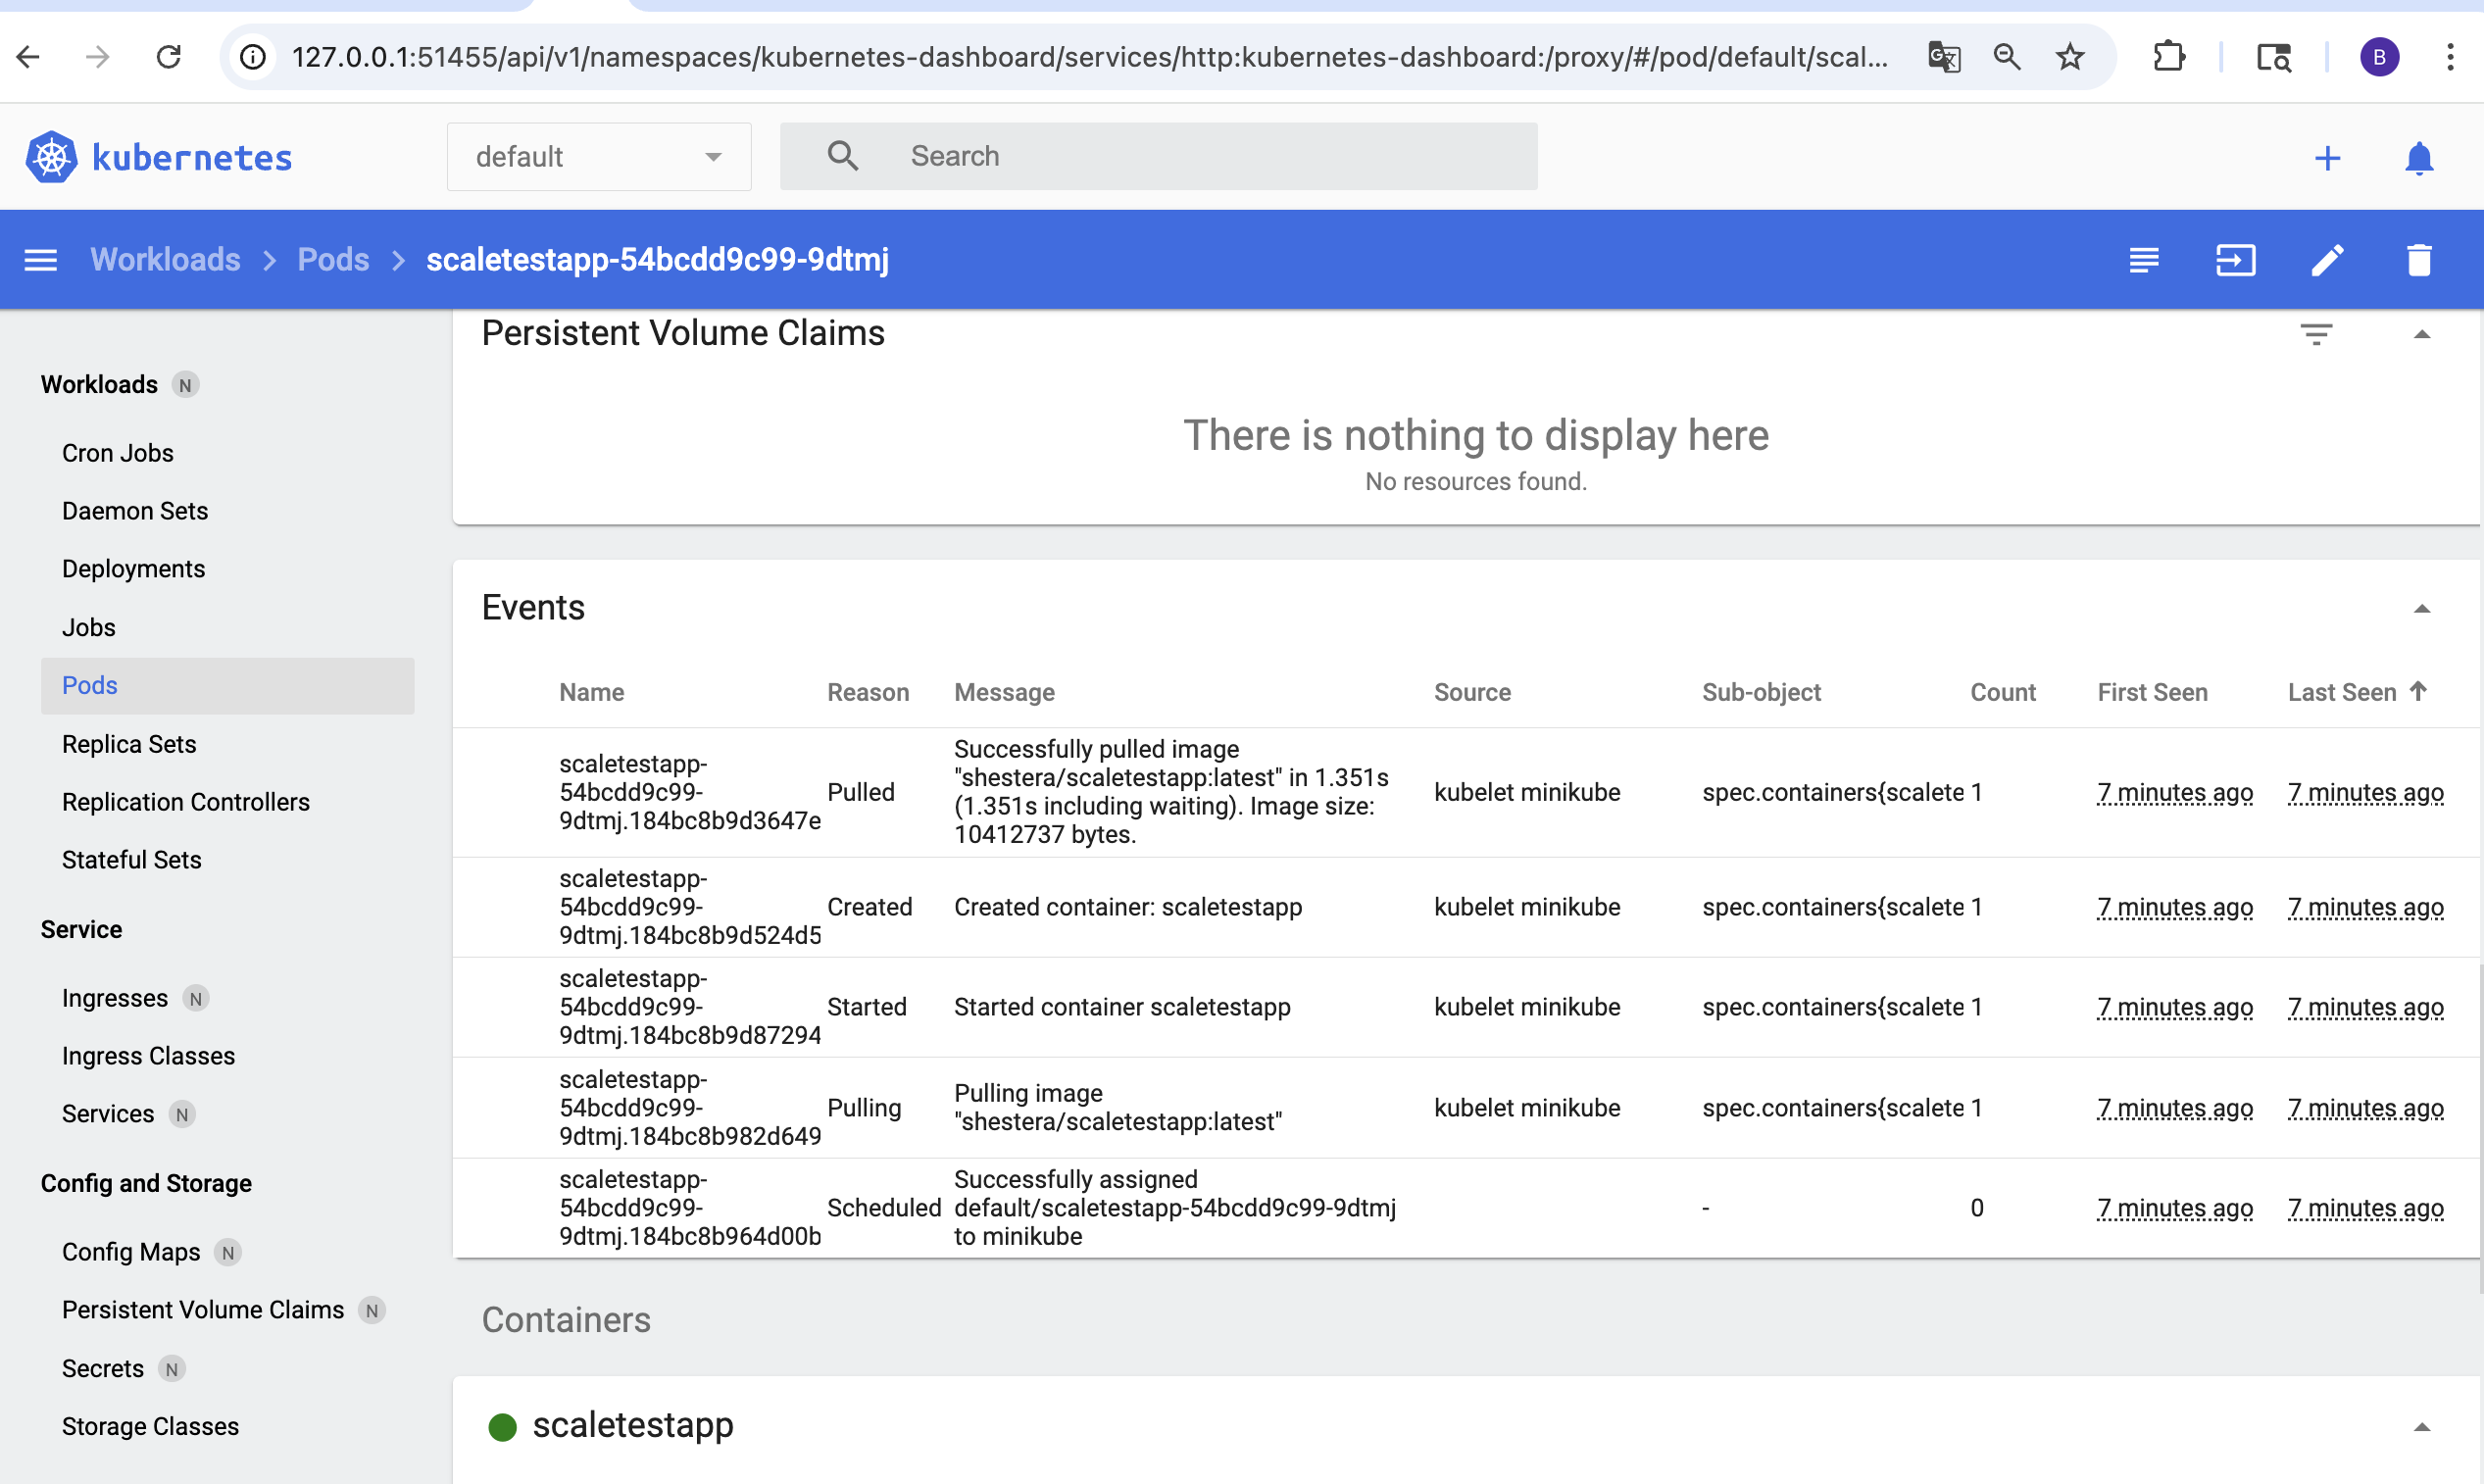 127.0.0.1:51455/api/v1/namespaces/kubernetes-dashboard/services/http:kubernetes-dashboard:/proxy/#/pod/default/scal...
B
kubernetes
default
Search
Workloads > Pods > scaletestapp-54bcdd9c99-9dtmj
Workloads N
Cron Jobs
Daemon Sets
Deployments
Jobs
Pods
Replica Sets
Replication Controllers
Stateful Sets
Service
Ingresses N
Ingress Classes
Services N
Config and Storage
Config Maps N
Persistent Volume Claims N
Secrets N
Storage Classes
Persistent Volume Claims
There is nothing to display here
No resources found.
Events
Name Reason Message Source Sub-object Count First Seen Last Seen
scaletestapp-
54bcdd9c99-
9dtmj.184bc8b9d3647e
Pulled
Successfully pulled image
"shestera/scaletestapp:latest" in 1.351s
(1.351s including waiting). Image size:
10412737 bytes.
kubelet minikube
spec.containers{scalete
1
7 minutes ago
7 minutes ago
scaletestapp-
54bcdd9c99-
9dtmj.184bc8b9d524d5
Created
Created container: scaletestapp
kubelet minikube
spec.containers{scalete
1
7 minutes ago
7 minutes ago
scaletestapp-
54bcdd9c99-
9dtmj.184bc8b9d87294
Started
Started container scaletestapp
kubelet minikube
spec.containers{scalete
1
7 minutes ago
7 minutes ago
scaletestapp-
54bcdd9c99-
9dtmj.184bc8b982d649
Pulling
Pulling image
"shestera/scaletestapp:latest"
kubelet minikube
spec.containers{scalete
1
7 minutes ago
7 minutes ago
scaletestapp-
54bcdd9c99-
9dtmj.184bc8b964d00b
Scheduled
Successfully assigned
default/scaletestapp-54bcdd9c99-9dtmj
to minikube
-
0
7 minutes ago
7 minutes ago
Containers
scaletestapp